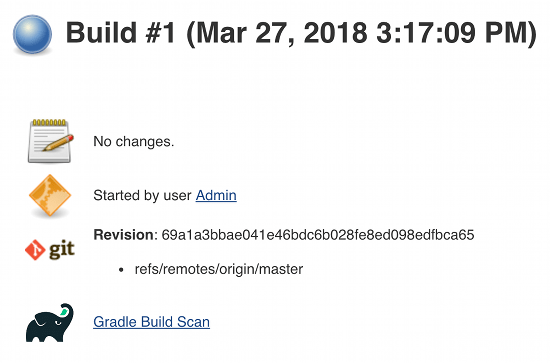 Build #1 (Mar 27, 2018 3:17:09 PM)
No changes.
Started by user Admin
Revision: 69a1a3bbae041e46bdc6b028fe8ed098edfbca65
git
• refs/remotes/origin/master
Gradle Build Scan